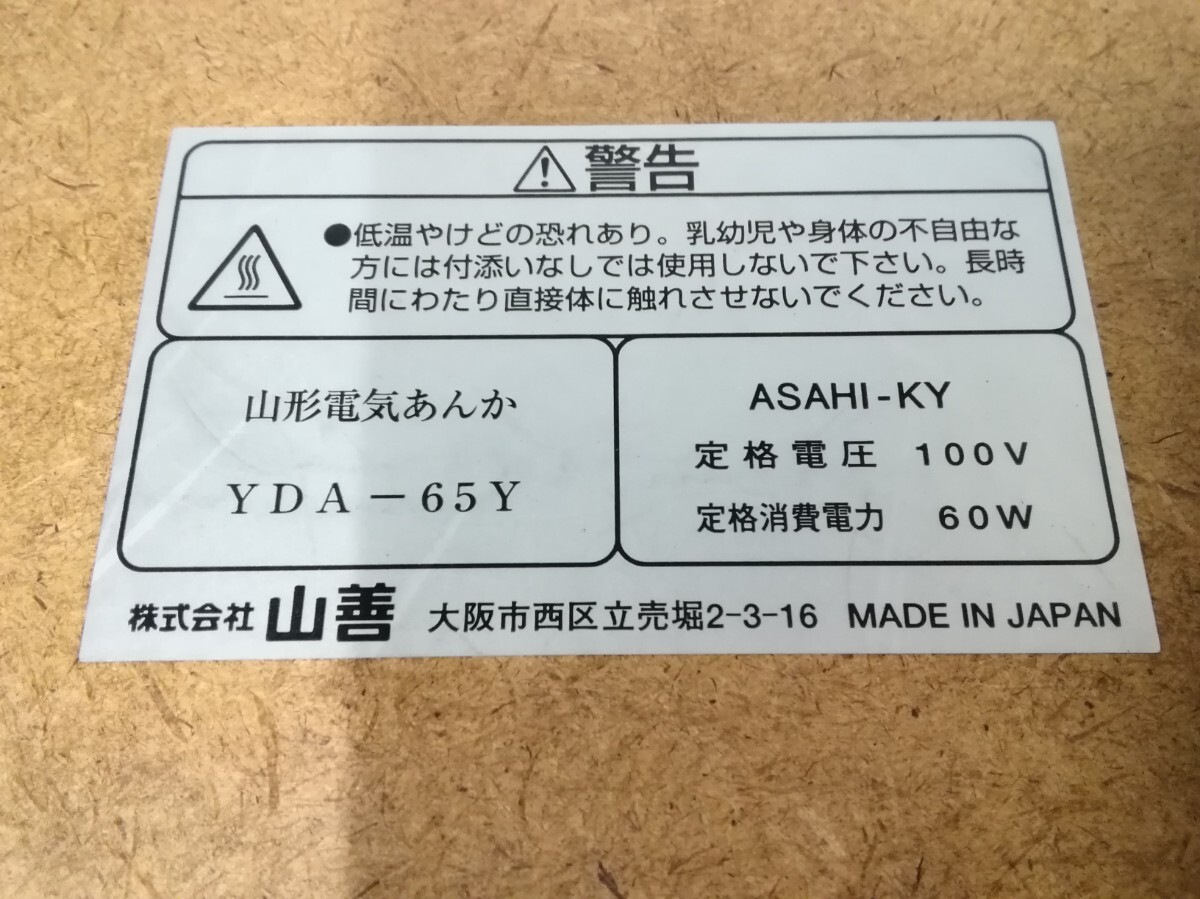 警告
●低温やけどの恐れあり。乳幼児や身体の不自由な
方には付添いなしでは使用しないで下さい。長時
間にわたり直接体に触れさせないでください。
山形電気あんか
YDA－65Y
ASAHI-KY
定格電圧 100V
定格消費電力 60W
株式会社 山善 大阪市西区立売堀2-3-16 MADE IN JAPAN